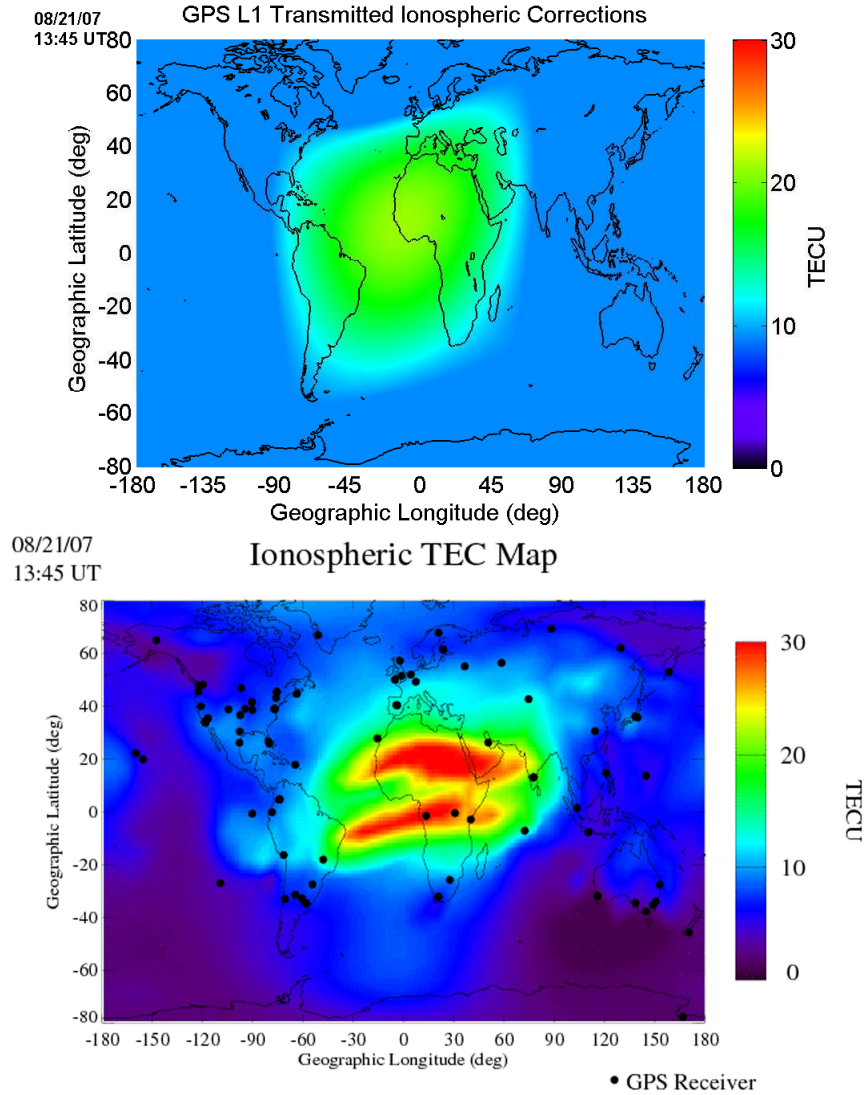 GPS L1 Transmitted Ionospheric Corrections
08/21/07
13:45 UT
80
60
40
20
0
-20
-40
-60
-80
Geographic Latitude (deg)
-180 -135 -90 -45 0 45 90 135 180
Geographic Longitude (deg)
30
20
10
0
TECU
08/21/07
13:45 UT
Ionospheric TEC Map
80
60
40
20
0
-20
-40
-60
-80
Geographic Latitude (deg)
-180 -150 -120 -90 -60 -30 0 30 60 90 120 150 180
Geographic Longitude (deg)
30
20
10
0
TECU
• GPS Receiver